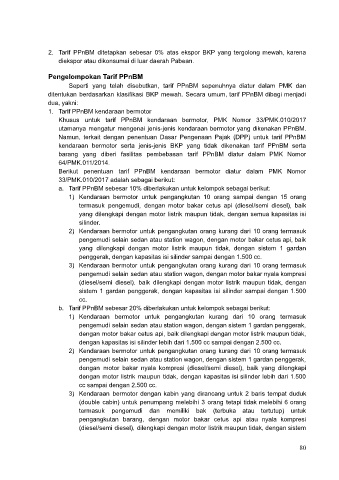 2. Tarif PPnBM ditetapkan sebesar 0% atas ekspor BKP yang tergolong mewah, karena
diekspor atau dikonsumsi di luar daerah Pabean.
Pengelompokan Tarif PPnBM
Seperti yang telah disebutkan, tarif PPnBM sepenuhnya diatur dalam PMK dan
ditentukan berdasarkan klasifikasi BKP mewah. Secara umum, tarif PPnBM dibagi menjadi
dua, yakni:
1. Tarif PPnBM kendaraan bermotor
Khusus untuk tarif PPnBM kendaraan bermotor, PMK Nomor 33/PMK.010/2017
utamanya mengatur mengenai jenis-jenis kendaraan bermotor yang dikenakan PPnBM.
Namun, terkait dengan penentuan Dasar Pengenaan Pajak (DPP) untuk tarif PPnBM
kendaraan bermotor serta jenis-jenis BKP yang tidak dikenakan tarif PPnBM serta
barang yang diberi fasilitas pembebasan tarif PPnBM diatur dalam PMK Nomor
64/PMK.011/2014.
Berikut penentuan tarif PPnBM kendaraan bermotor diatur dalam PMK Nomor
33/PMK.010/2017 adalah sebagai berikut:
a. Tarif PPnBM sebesar 10% diberlakukan untuk kelompok sebagai berikut:
1) Kendaraan bermotor untuk pengangkutan 10 orang sampai dengan 15 orang
termasuk pengemudi, dengan motor bakar cetus api (diesel/semi diesel), baik
yang dilengkapi dengan motor listrik maupun tidak, dengan semua kapasitas isi
silinder.
2) Kendaraan bermotor untuk pengangkutan orang kurang dari 10 orang termasuk
pengemudi selain sedan atau station wagon, dengan motor bakar cetus api, baik
yang dilengkapi dengan motor listrik maupun tidak, dengan sistem 1 gardan
penggerak, dengan kapasitas isi silinder sampai dengan 1.500 cc.
3) Kendaraan bermotor untuk pengangkutan orang kurang dari 10 orang termasuk
pengemudi selain sedan atau station wagon, dengan motor bakar nyala kompresi
(diesel/semi diesel), baik dilengkapi dengan motor listrik maupun tidak, dengan
sistem 1 gardan penggerak, dengan kapasitas isi silinder sampai dengan 1.500
cc.
b. Tarif PPnBM sebesar 20% diberlakukan untuk kelompok sebagai berikut:
1) Kendaraan bermotor untuk pengangkutan kurang dari 10 orang termasuk
pengemudi selain sedan atau station wagon, dengan sistem 1 gardan penggerak,
dengan motor bakar catus api, baik dilengkapi dengan motor listrik maupun tidak,
dengan kapasitas isi silinder lebih dari 1.500 cc sampai dengan 2.500 cc.
2) Kendaraan bermotor untuk pengangkutan orang kurang dari 10 orang termasuk
pengemudi selain sedan atau station wagon, dengan sistem 1 gardan penggerak,
dengan motor bakar nyala kompresi (diesel/semi diesel), baik yang dilengkapi
dengan motor listrik maupun tidak, dengan kapasitas isi silinder lebih dari 1.500
cc sampai dengan 2.500 cc.
3) Kendaraan bermotor dengan kabin yang dirancang untuk 2 baris tempat duduk
(double cabin) untuk penumpang melebihi 3 orang tetapi tidak melebihi 6 orang
termasuk pengemudi dan memiliki bak (terbuka atau tertutup) untuk
pengangkutan barang, dengan motor bakar cetus api atau nyala kompresi
(diesel/semi diesel), dilengkapi dengan motor listrik maupun tidak, dengan sistem
80